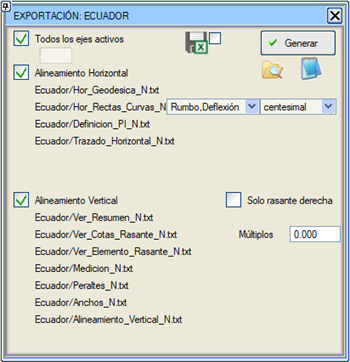 EXPORTACIÓN: ECUADOR
Todos los ejes activos
Generar
Alineamiento Horizontal
Ecuador/Hor_Geodesica_N.txt
Ecuador/Hor_Rectas_Curvas_N Rumbo,Deflexión centesimal
Ecuador/Definicion_PI_N.txt
Ecuador/Trazado_Horizontal_N.txt
Alineamiento Vertical
Solo rasante derecha
Ecuador/Ver_Resumen_N.txt
Ecuador/Ver_Cotas_Rasante_N.txt
Múltiplos 0.000
Ecuador/Ver_Elemento_Rasante_N.txt
Ecuador/Medicion_N.txt
Ecuador/Peraltes_N.txt
Ecuador/Anchos_N.txt
Ecuador/Alineamiento_Vertical_N.txt